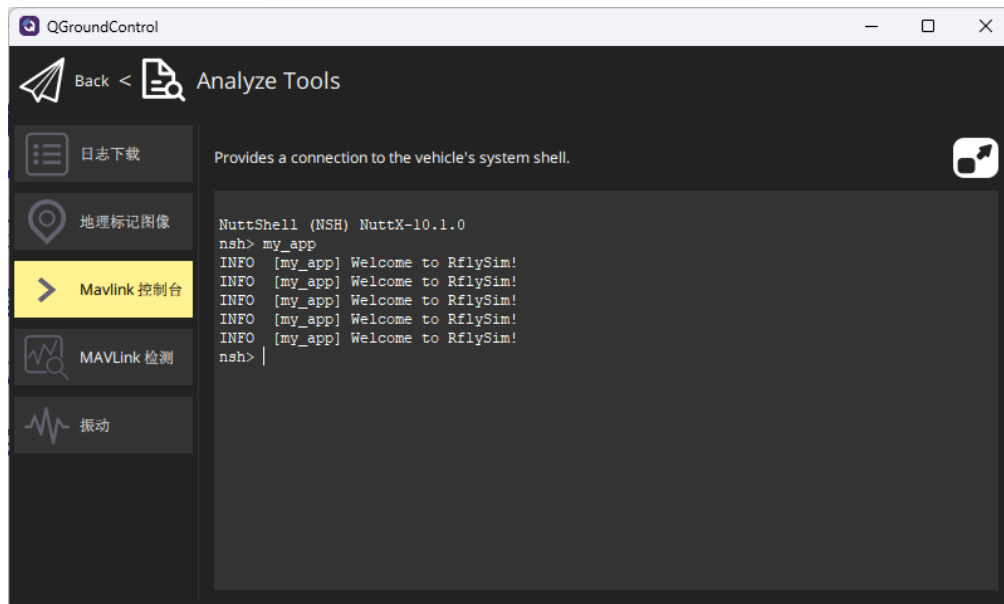 QGroundControl
Back < Analyze Tools
日志下载
地理标记图像
Mavlink 控制台
MAVLink 检测
振动
Provides a connection to the vehicle's system shell.
NuttShell (NSH) NuttX-10.1.0
nsh> my_app
INFO  [my_app] Welcome to RflySim!
INFO  [my_app] Welcome to RflySim!
INFO  [my_app] Welcome to RflySim!
INFO  [my_app] Welcome to RflySim!
INFO  [my_app] Welcome to RflySim!
nsh>